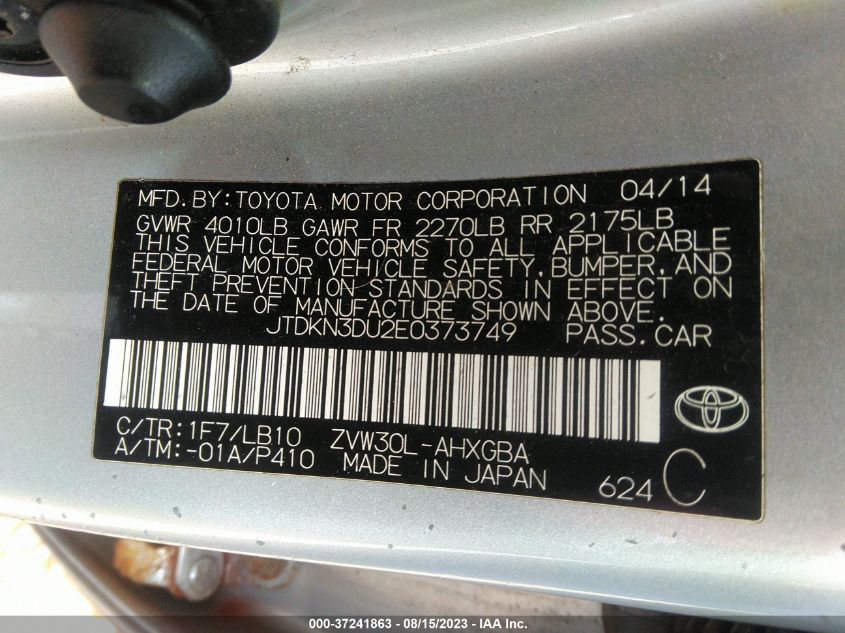 MFD.BY:TOYOTA MOTOR CORPORATION 04/14
GVWR 4010LB GAWR FR 2270LB RR 2175LB
THIS VEHICLE CONFORMS TO ALL APPLICABLE
FEDERAL MOTOR VEHICLE SAFETY,BUMPER,AND
THEFT PREVENTION STANDARDS IN EFFECT ON
THE DATE OF MANUFACTURE SHOWN ABOVE.
JTDKN3DU2E0373749 PASS.CAR
C/TR:1F7/LB10 ZVW30L-AHXGBA
A/TM:-01A/P410 MADE IN JAPAN
624 C
000-37241863 - 08/15/2023 - IAA Inc.